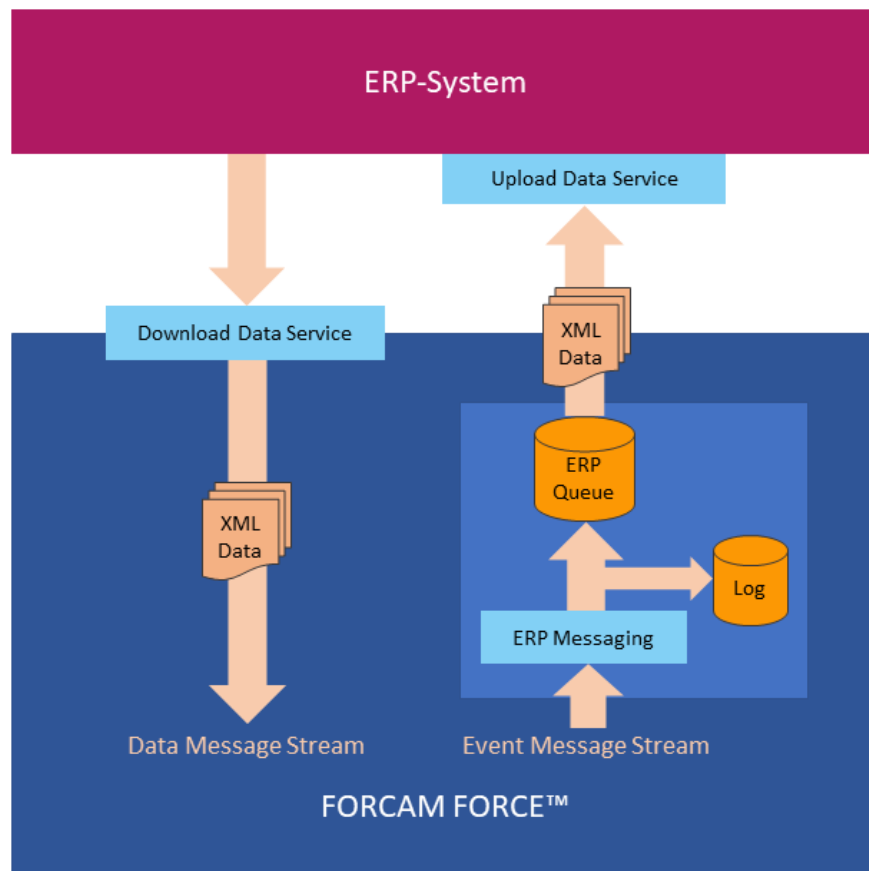 ERP-System
Upload Data Service
Download Data Service
XML
Data
ERP
Queue
XML
Data
Log
ERP Messaging
Data Message Stream
Event Message Stream
FORCAM FORCE™